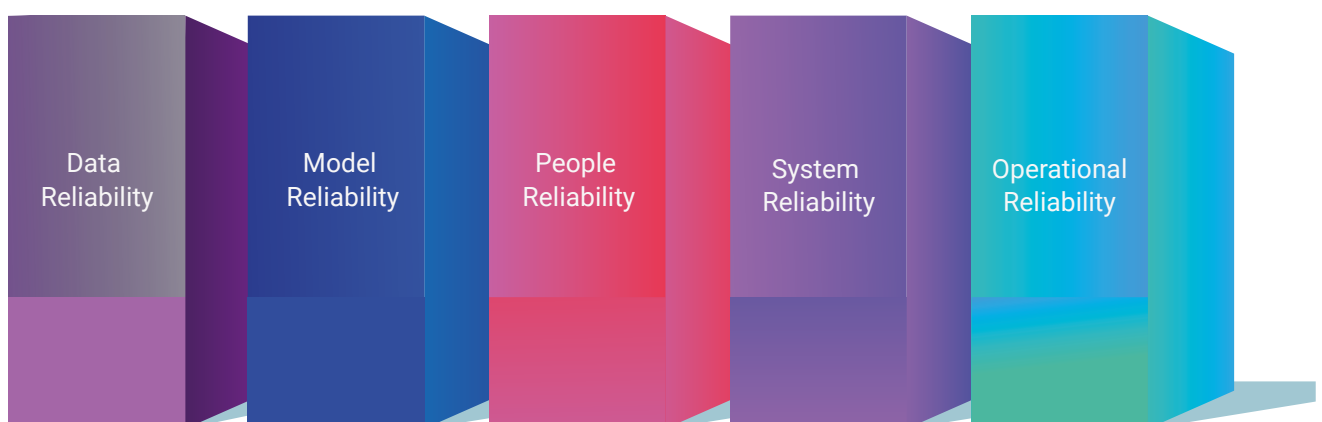 Data
Reliability
Model
Reliability
People
Reliability
System
Reliability
Operational
Reliability